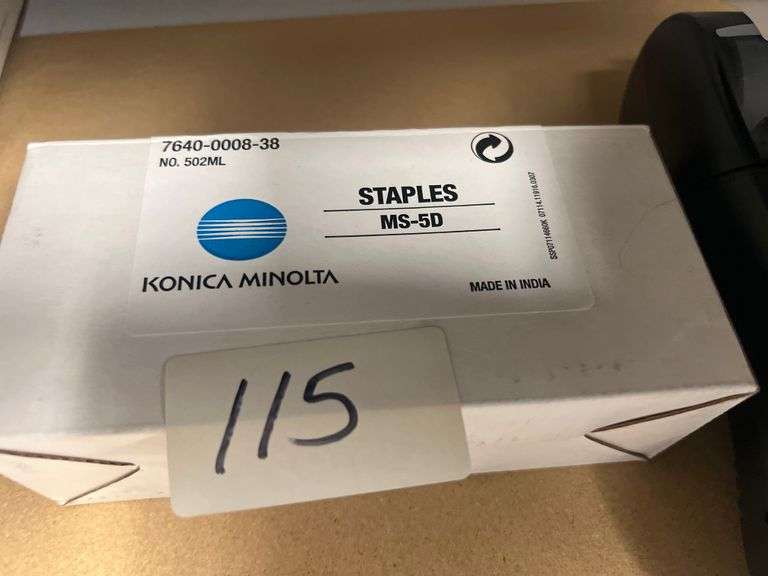 7640-0008-38
NO. 502ML
STAPLES
MS-5D
KONICA MINOLTA
MADE IN INDIA
115